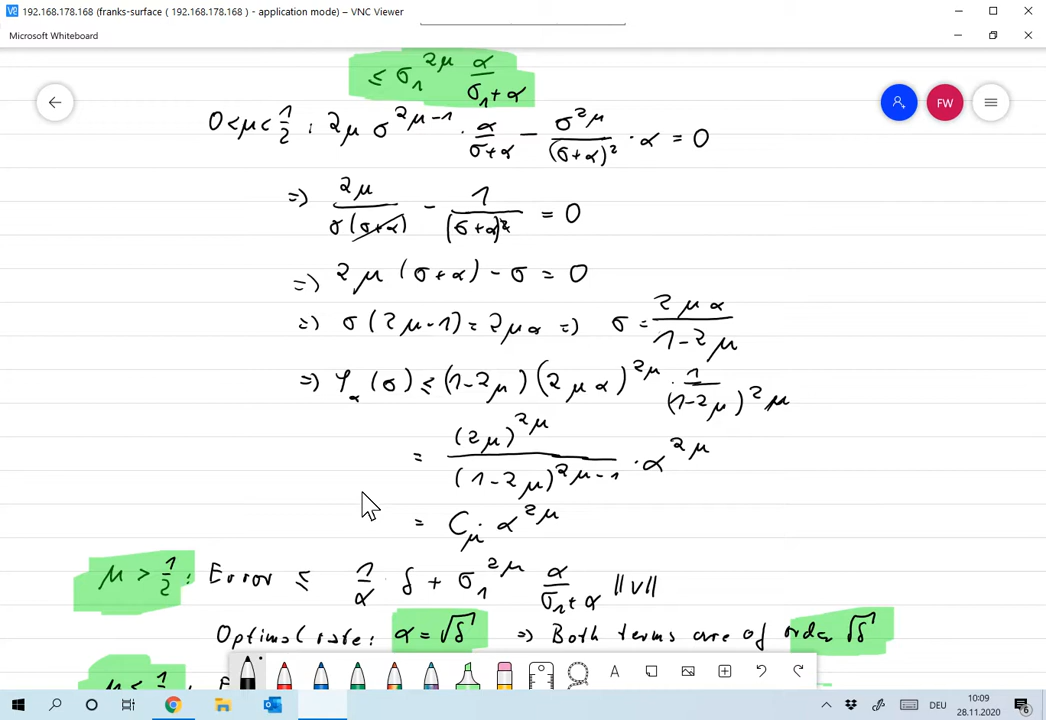 192.168.178.168 (franks-surface ( 192.168.178.168 ) - application mode) – VNC Viewer
Microsoft Whiteboard
FW
≤ σ₁^{2μ} α/(σ₁+α)
0<μ<1/2 : 2μ σ^{2μ-1} · α/(σ+α) - σ^{2μ}/(σ+α)² · α = 0
=> 2μ/(σ(σ+α)) - 1/(σ+α)² = 0
=> 2μ(σ+α) - σ = 0
=> σ(2μ-1) = 2μα => σ = 2μα/(1-2μ)
=> φ_α(σ) ≤ (1-2μ)(2μα)^{2μ} · 1/(1-2μ)^{2μ}
= (2μ)^{2μ}/(1-2μ)^{2μ-1} · α^{2μ}
= C_μ · α^{2μ}
μ > 1/2 : Error ≤ 1/α · δ + σ₁^{2μ} α/(σ₁+α) ||v||
Optimal rate: α = √δ => Both terms are of order √δ
DEU
10:09
28.11.2020
6